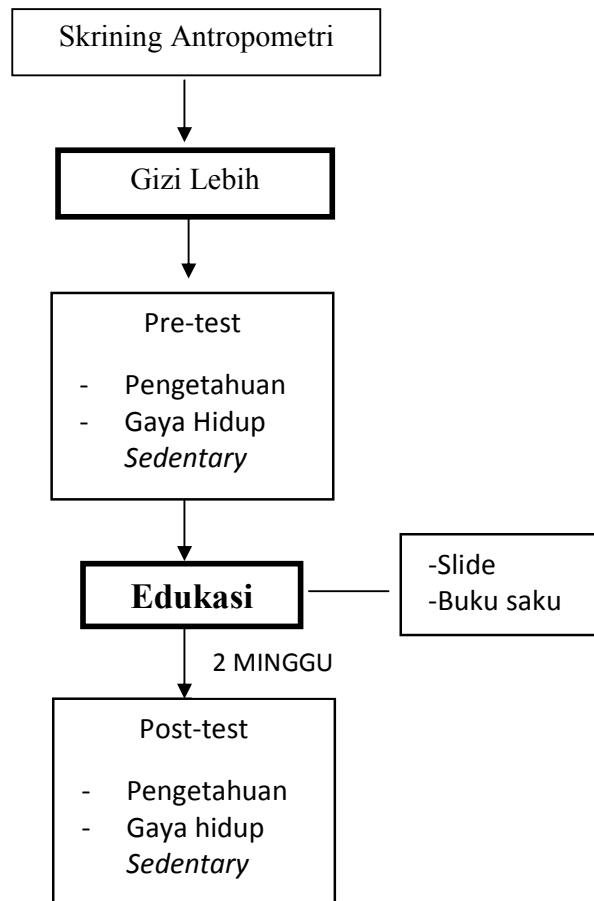 Skrining Antropometri
Gizi Lebih
Pre-test
- Pengetahuan
- Gaya Hidup
Sedentary
Edukasi
-Slide
-Buku saku
2 MINGGU
Post-test
- Pengetahuan
- Gaya hidup
Sedentary